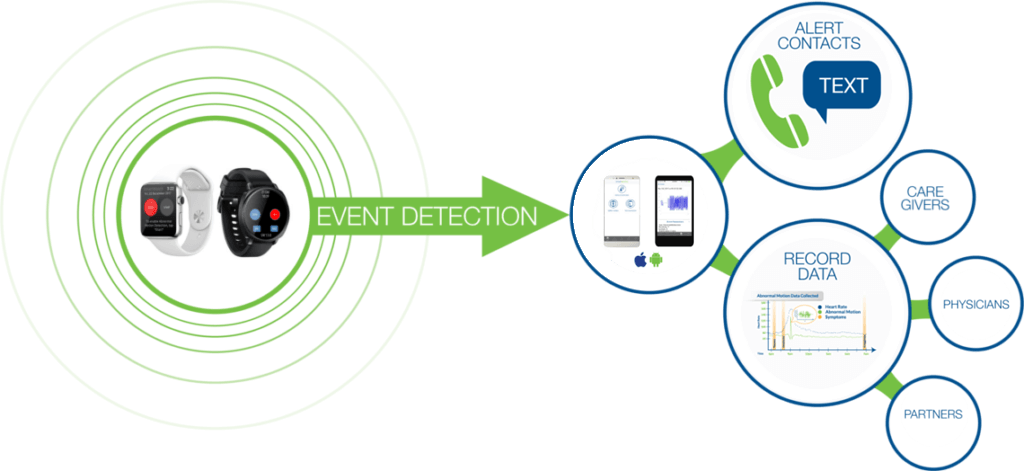 EVENT DETECTION
ALERT
CONTACTS
TEXT
RECORD
DATA
Abnormal Motion Data Collected
Heart Rate
Abnormal Motion
Symptoms
CARE
GIVERS
PHYSICIANS
PARTNERS